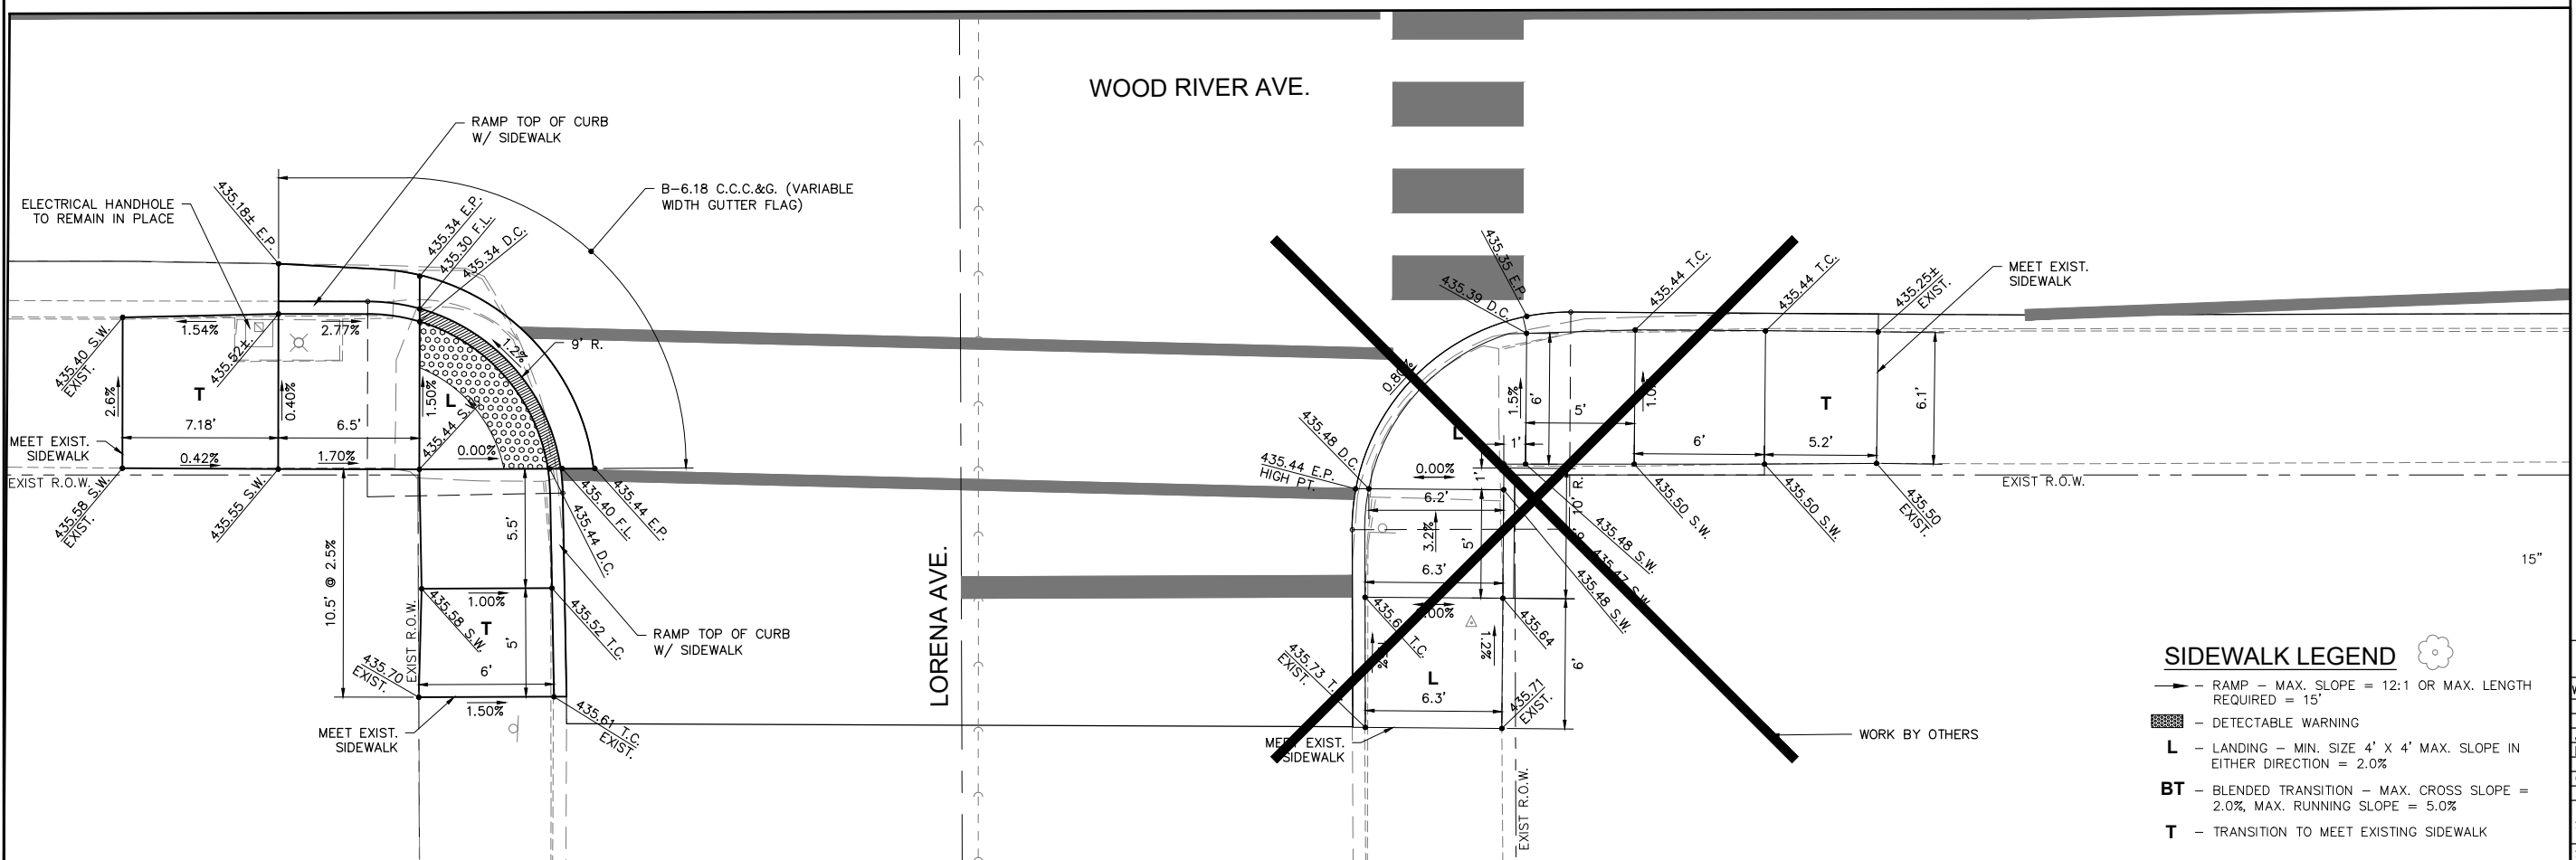 WOOD RIVER AVE.
RAMP TOP OF CURB
W/ SIDEWALK
B-6.18 C.C.C.&G. (VARIABLE
WIDTH GUTTER FLAG)
ELECTRICAL HANDHOLE
TO REMAIN IN PLACE
435.18± E.P.
435.34 E.P.
435.30 F.L.
435.34 D.C.
1.54%
2.77%
1.2%
9' R.
435.40 S.W.
EXIST.
435.52±.
2.6%
T
0.40%
1.50%
L
435.44 S.W.
7.18'
6.5'
MEET EXIST.
SIDEWALK
0.42%
1.70%
0.00%
EXIST R.O.W.
435.58 S.W.
EXIST.
435.55 S.W.
435.40 F.L.
435.44 E.P.
435.44 D.C.
10.5' @ 2.5%
5.5'
EXIST R.O.W.
1.00%
435.58 S.W.
T
5'
435.52 T.C.
RAMP TOP OF CURB
W/ SIDEWALK
6'
435.70
EXIST.
1.50%
435.61 T.C.
EXIST.
MEET EXIST.
SIDEWALK
LORENA AVE.
435.35 E.P.
435.39 D.C.
435.44 T.C.
435.44 T.C.
435.25±
EXIST.
MEET EXIST.
SIDEWALK
1.5%
6'
5'
T
6.1'
L
1'
6'
5.2'
435.48 D.C.
435.44 E.P.
HIGH PT.
0.00%
1'
6.2'
10' R.
435.50 S.W.
435.50 S.W.
435.50
EXIST.
EXIST R.O.W.
3.2%
5'
435.48 S.W.
435.47 S.W.
435.48 S.W.
6.3'
435.64
1.2%
6'
435.73 T.
EXIST.
L
6.3'
435.71
EXIST.
MEET EXIST.
SIDEWALK
WORK BY OTHERS
EXIST R.O.W.
15"
SIDEWALK LEGEND
- RAMP - MAX. SLOPE = 12:1 OR MAX. LENGTH
REQUIRED = 15'
- DETECTABLE WARNING
L - LANDING - MIN. SIZE 4' X 4' MAX. SLOPE IN
EITHER DIRECTION = 2.0%
BT - BLENDED TRANSITION - MAX. CROSS SLOPE =
2.0%, MAX. RUNNING SLOPE = 5.0%
T - TRANSITION TO MEET EXISTING SIDEWALK